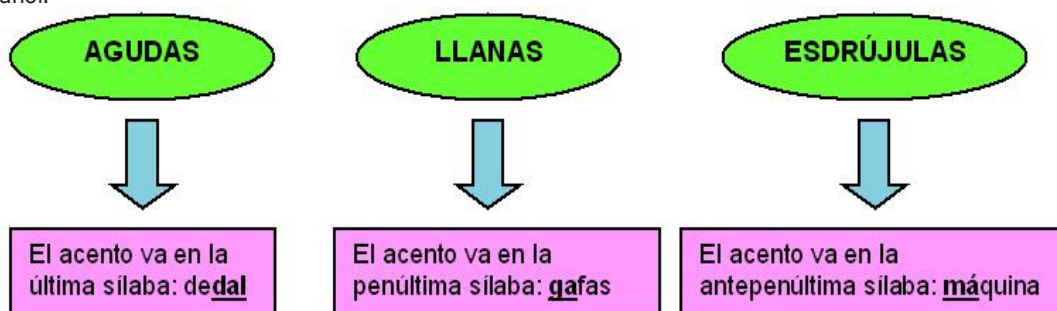 AGUDAS
LLANAS
ESDRÚJULAS
El acento va en la
última sílaba: dedal
El acento va en la
penúltima sílaba: gafas
El acento va en la
antepenúltima sílaba: máquina